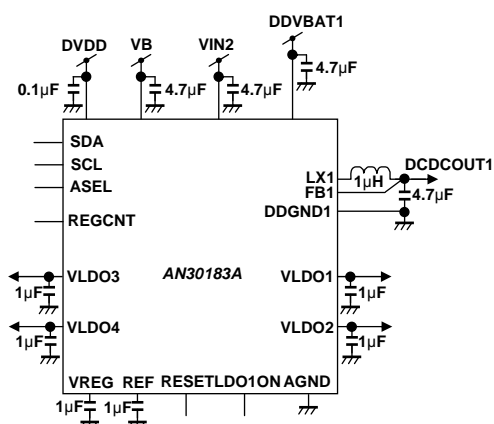 DDVBAT1
DVDD VB VIN2
0.1µF 4.7µF 4.7µF 4.7µF
SDA
SCL
ASEL
REGCNT
LX1 1µH DCDCOUT1
FB1 4.7µF
DDGND1
AN30183A
VLDO3 VLDO1
1µF 1µF
VLDO4 VLDO2
1µF 1µF
VREG REF RESETLDO1ON AGND
1µF 1µF